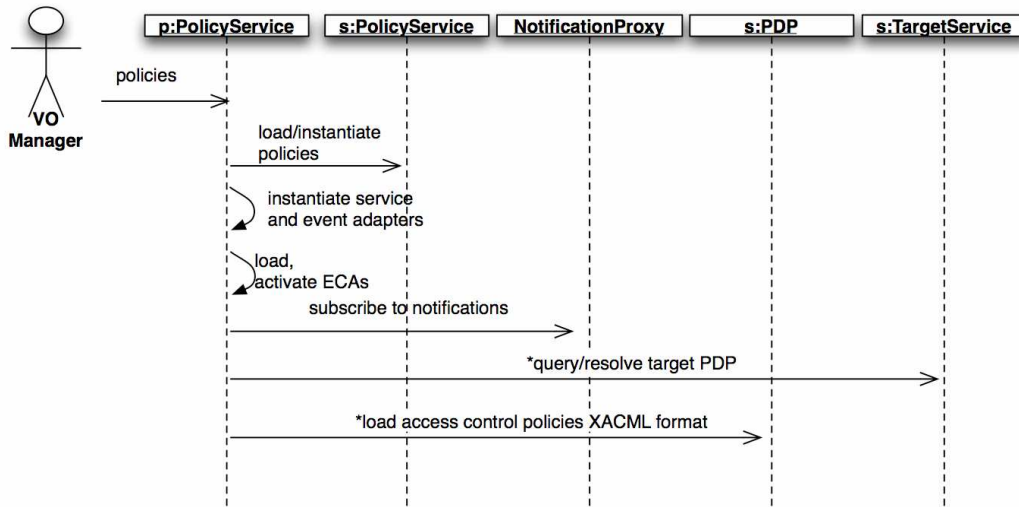 p:PolicyService
s:PolicyService
NotificationProxy
s:PDP
s:TargetService
VO
Manager
policies
load/instantiate
policies
instantiate service
and event adapters
load,
activate ECAs
subscribe to notifications
*query/resolve target PDP
*load access control policies XACML format